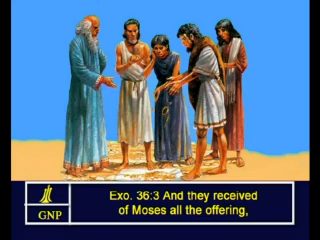 Exo. 36:3 And they received
of Moses all the offering,
GNP